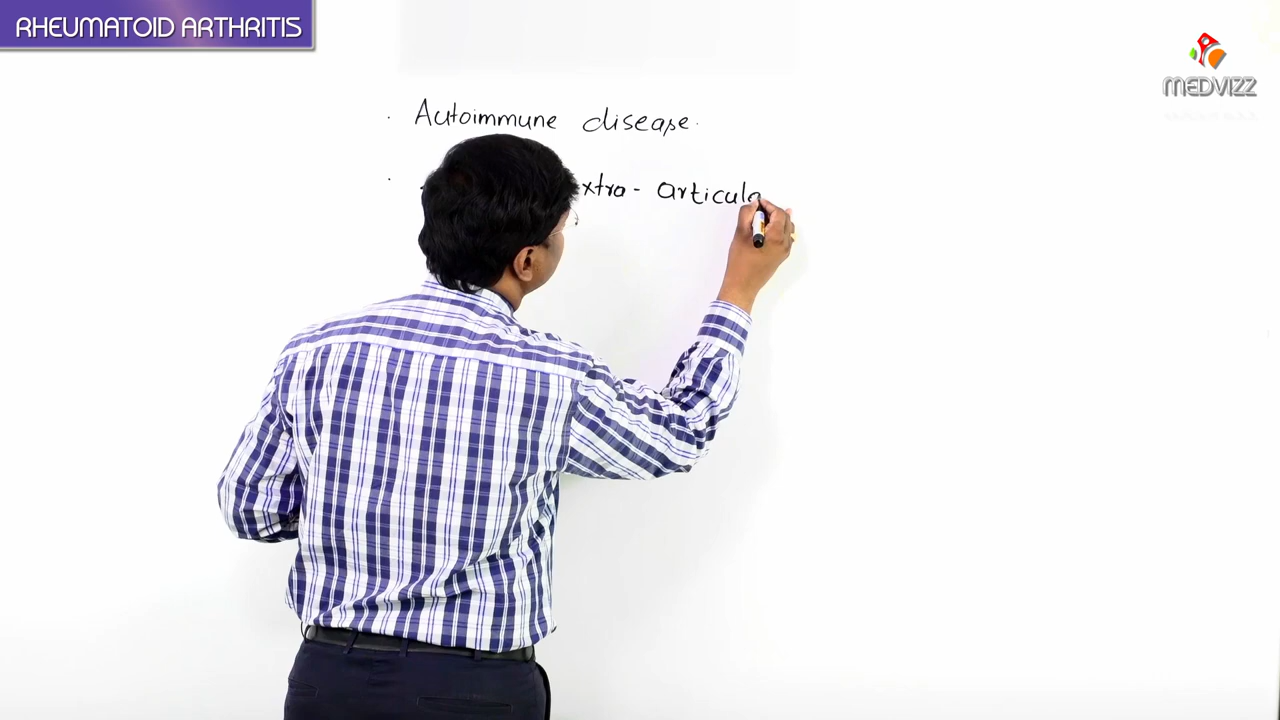 RHEUMATOID ARTHRITIS
MEDVIZZ
· Autoimmune disease.
· xtra-articula